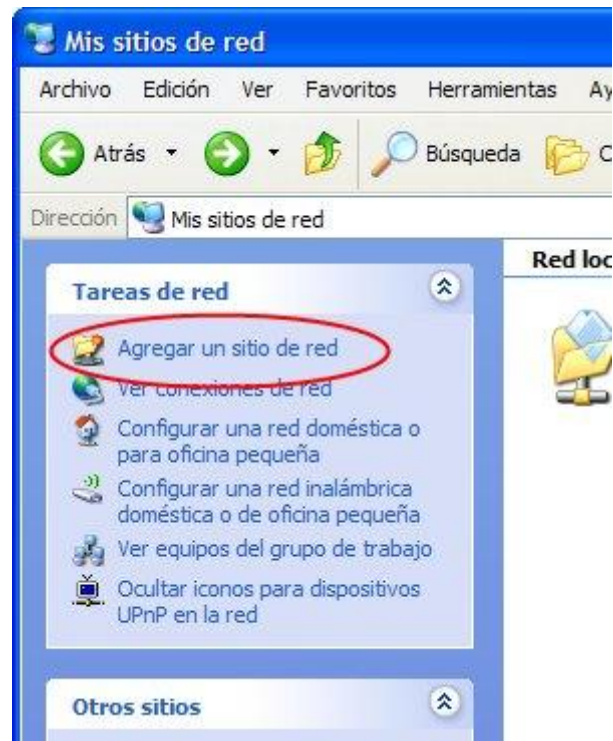 Mis sitios de red
Archivo Edición Ver Favoritos Herramientas
Atrás Búsqueda
Dirección Mis sitios de red
Tareas de red
Red
Agregar un sitio de red
Ver conexiones de red
Configurar una red doméstica o
para oficina pequeña
Configurar una red inalámbrica
doméstica o de oficina pequeña
Ver equipos del grupo de trabajo
Ocultar iconos para dispositivos
UPnP en la red
Otros sitios